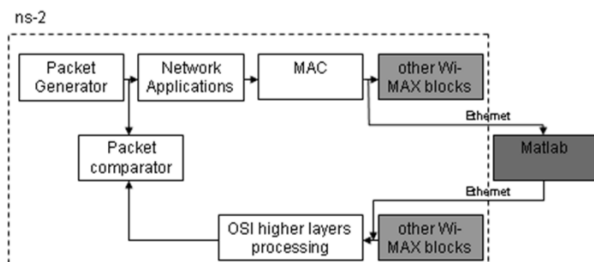 ns-2
Packet
Generator
Network
Applications
MAC
other Wi-
MAX blocks
Ethernet
Packet
comparator
Matlab
Ethernet
OSI higher layers
processing
other Wi-
MAX blocks